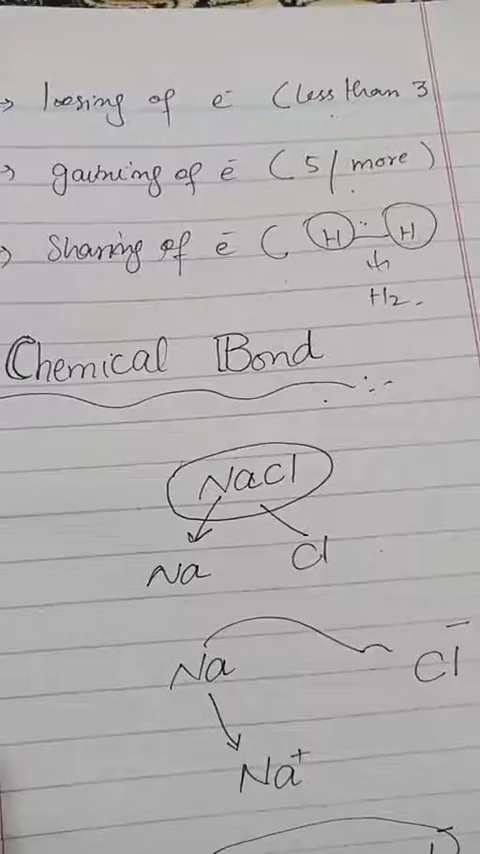 → loosing of e⁻ (less than 3
→ gaining of e⁻ (5/more)
→ Sharing of e⁻ ( H : H
H2.
Chemical Bond
NaCl
Na Cl
Na Cl⁻
Na⁺